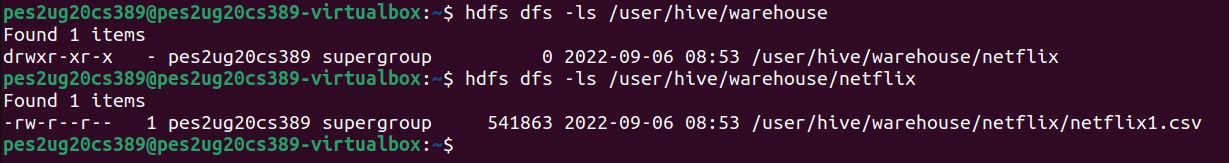 pes2ug20cs389@pes2ug20cs389-virtualbox:~$ hdfs dfs -ls /user/hive/warehouse
Found 1 items
drwxr-xr-x   - pes2ug20cs389 supergroup          0 2022-09-06 08:53 /user/hive/warehouse/netflix
pes2ug20cs389@pes2ug20cs389-virtualbox:~$ hdfs dfs -ls /user/hive/warehouse/netflix
Found 1 items
-rw-r--r--   1 pes2ug20cs389 supergroup     541863 2022-09-06 08:53 /user/hive/warehouse/netflix/netflix1.csv
pes2ug20cs389@pes2ug20cs389-virtualbox:~$